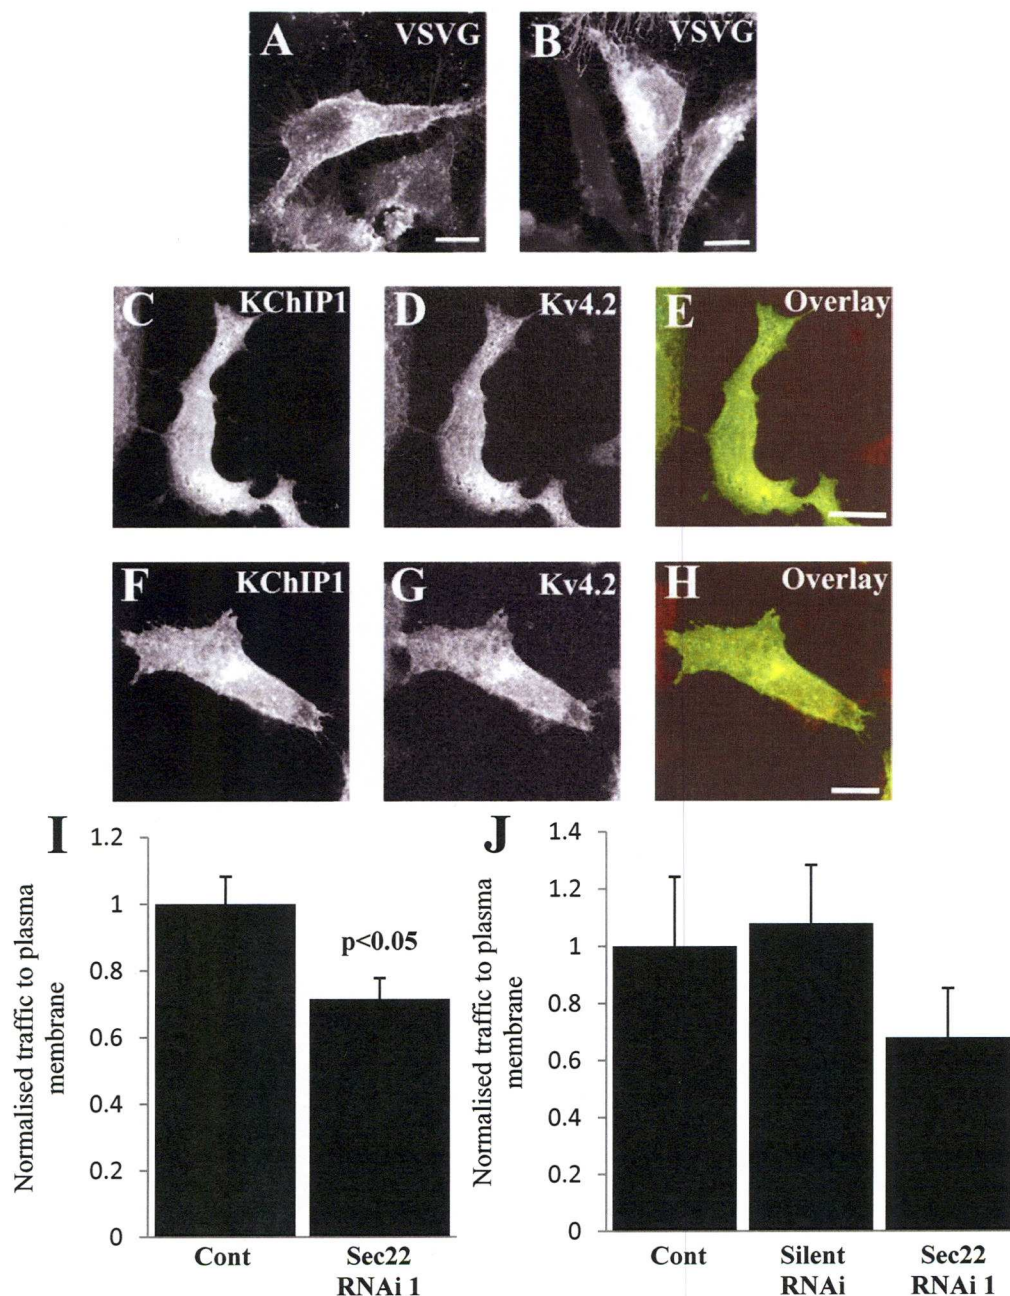 A VSVG
B VSVG
C KChIP1
D Kv4.2
E Overlay
F KChIP1
G Kv4.2
H Overlay
I
Normalised traffic to plasma
membrane
1.2
1
0.8
0.6
0.4
0.2
0
p<0.05
Cont
Sec22
RNAi 1
J
Normalised traffic to plasma
membrane
1.4
1.2
1
0.8
0.6
0.4
0.2
0
Cont
Silent
RNAi
Sec22
RNAi 1